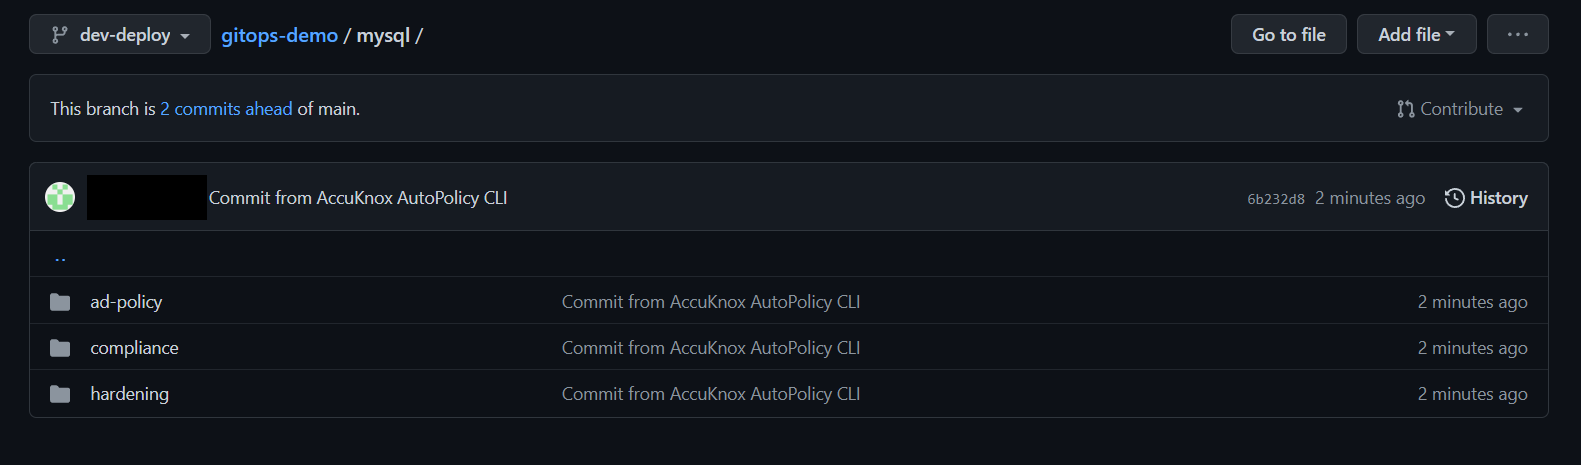 dev-deploy gitops-demo / mysql / Go to file Add file ...
This branch is 2 commits ahead of main. Contribute
Commit from AccuKnox AutoPolicy CLI 6b232d8 2 minutes ago History
..
ad-policy Commit from AccuKnox AutoPolicy CLI 2 minutes ago
compliance Commit from AccuKnox AutoPolicy CLI 2 minutes ago
hardening Commit from AccuKnox AutoPolicy CLI 2 minutes ago